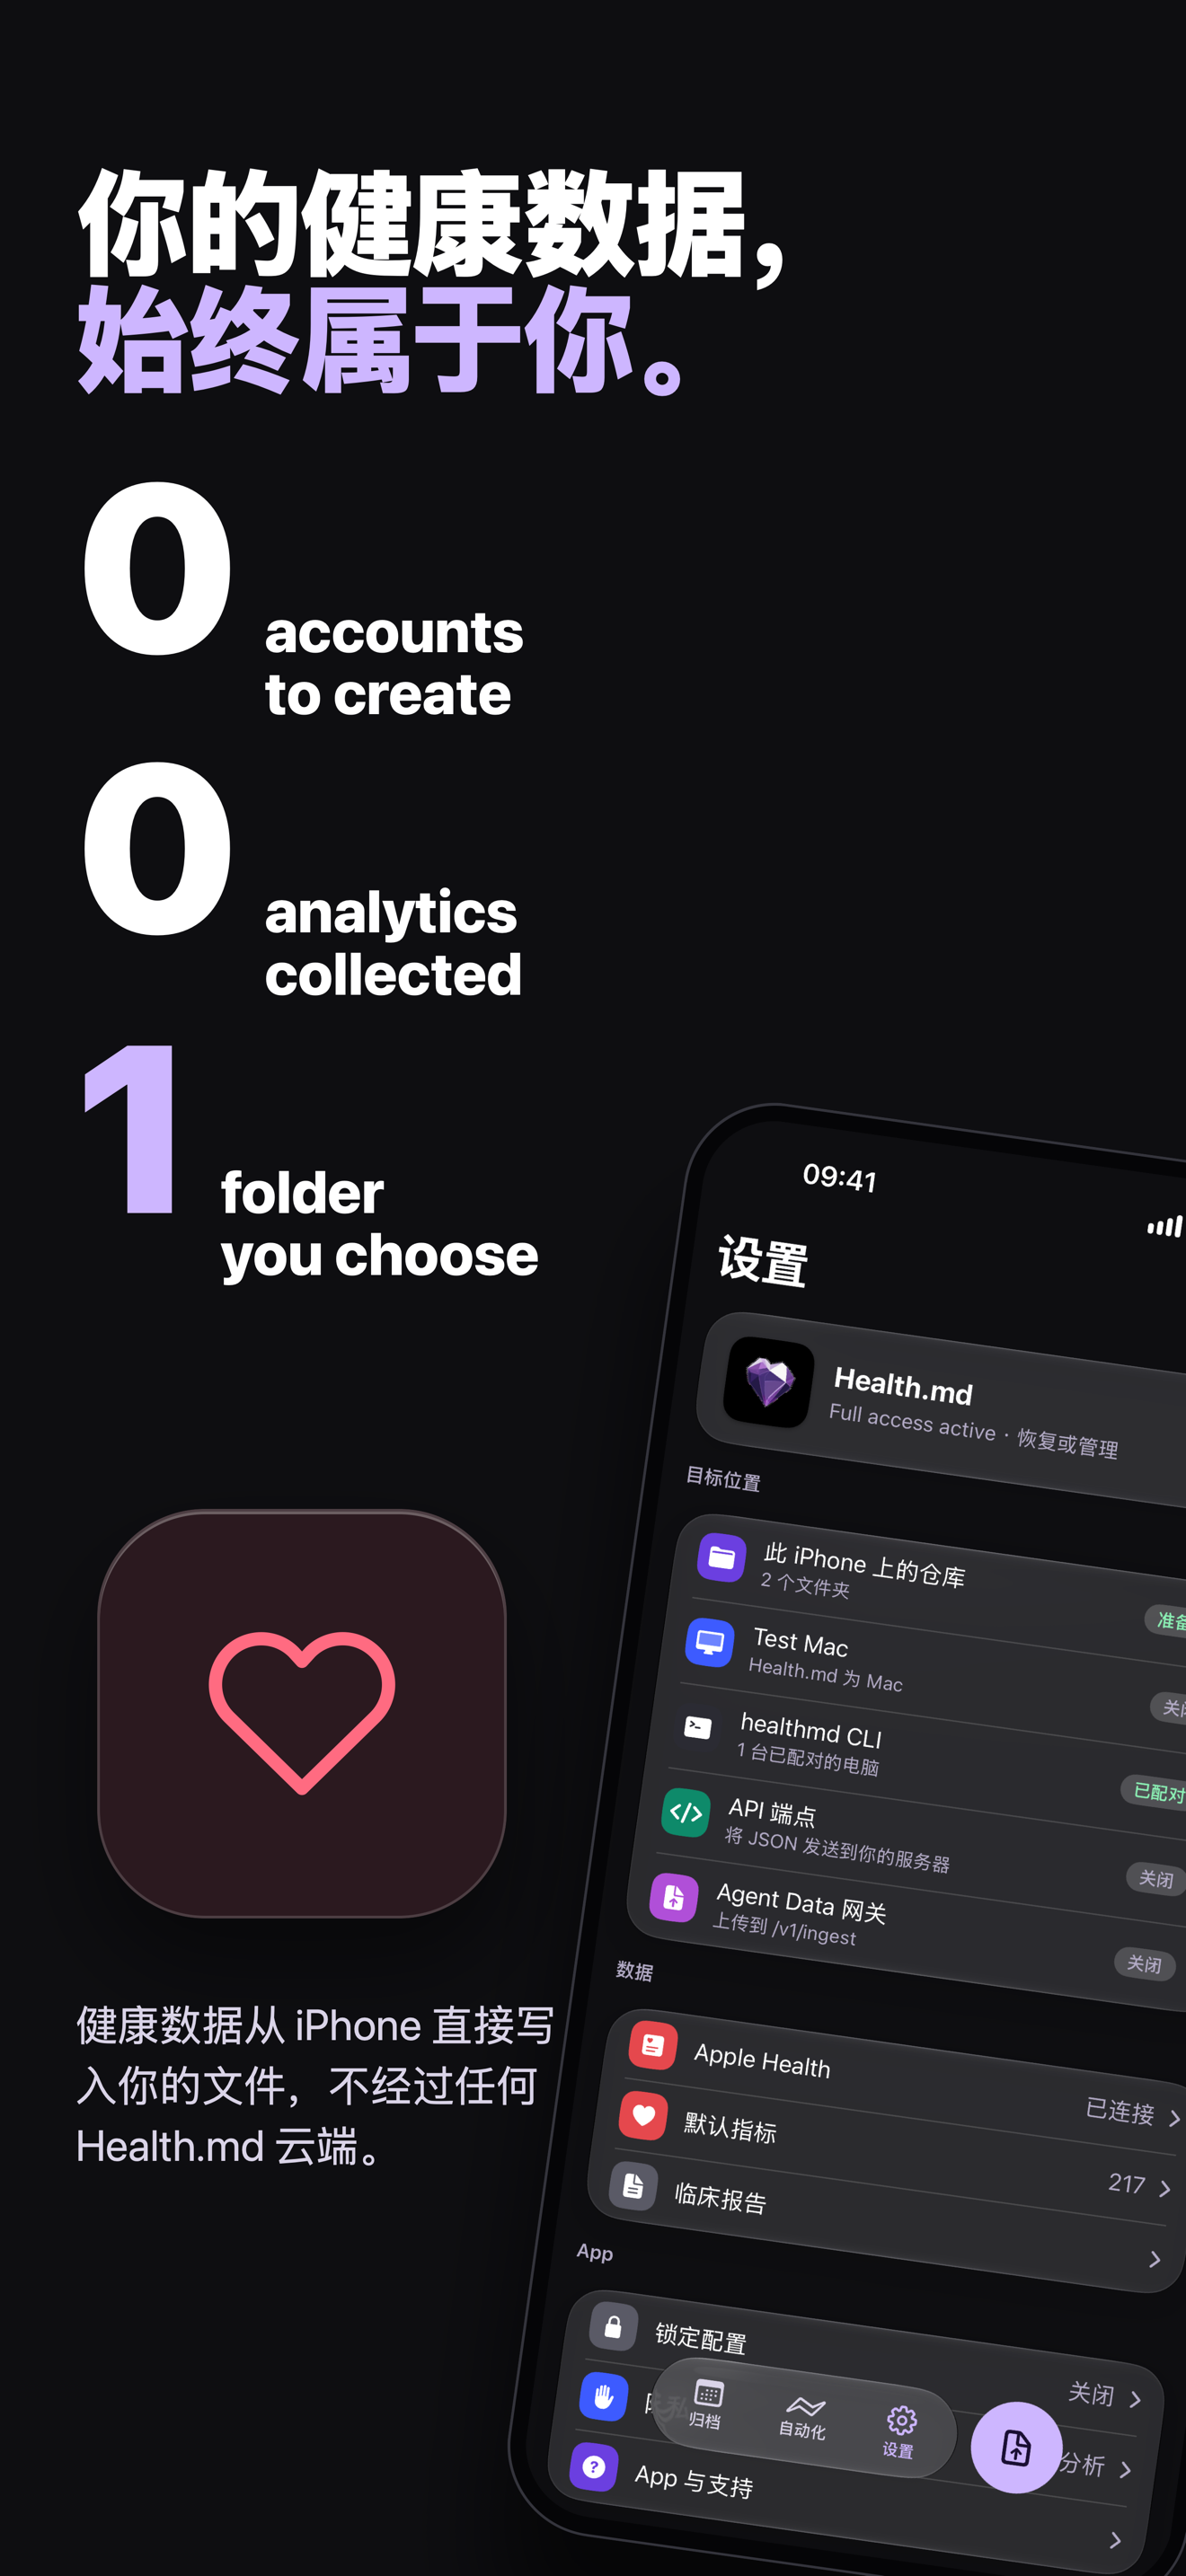 你的健康数据，
始终属于你。
0
accounts
to create
0
analytics
collected
1
folder
you choose
健康数据从 iPhone 直接写
入你的文件，不经过任何
Health.md 云端。
09:41
设置
Health.md
Full access active · 恢复或管理
目标位置
此 iPhone 上的仓库
2 个文件夹
Test Mac
Health.md 为 Mac
healthmd CLI
1 台已配对的电脑
已配对
API 端点
将 JSON 发送到你的服务器
关闭
Agent Data 网关
上传到 /v1/ingest
关闭
数据
Apple Health
已连接
默认指标
217
临床报告
App
锁定配置
关闭
分析
App 与支持
归档
自动化
设置